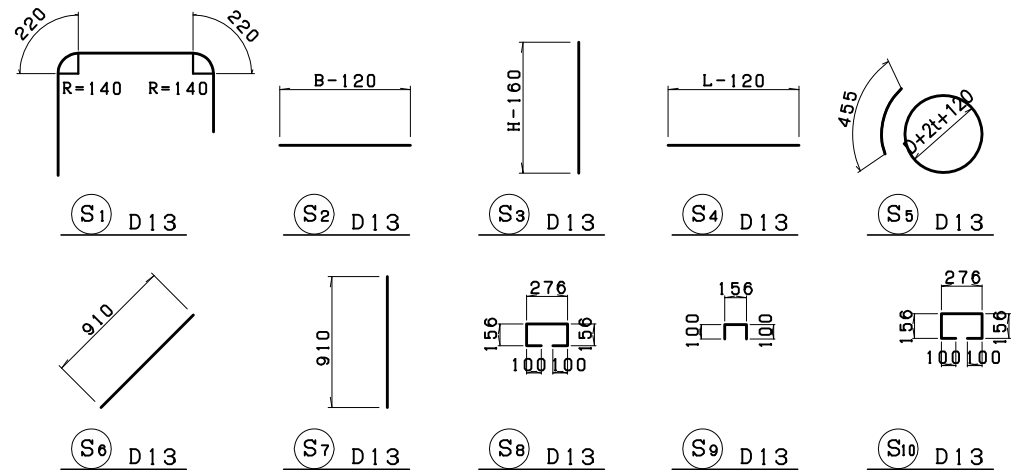 220
220
R=140
R=140
S1 D13
B-120
S2 D13
H-160
S3 D13
L-120
S4 D13
455
D+2t+120
S5 D13
910
S6 D13
910
S7 D13
276
156
156
100
100
S8 D13
156
100
100
S9 D13
276
156
156
100
100
S10 D13